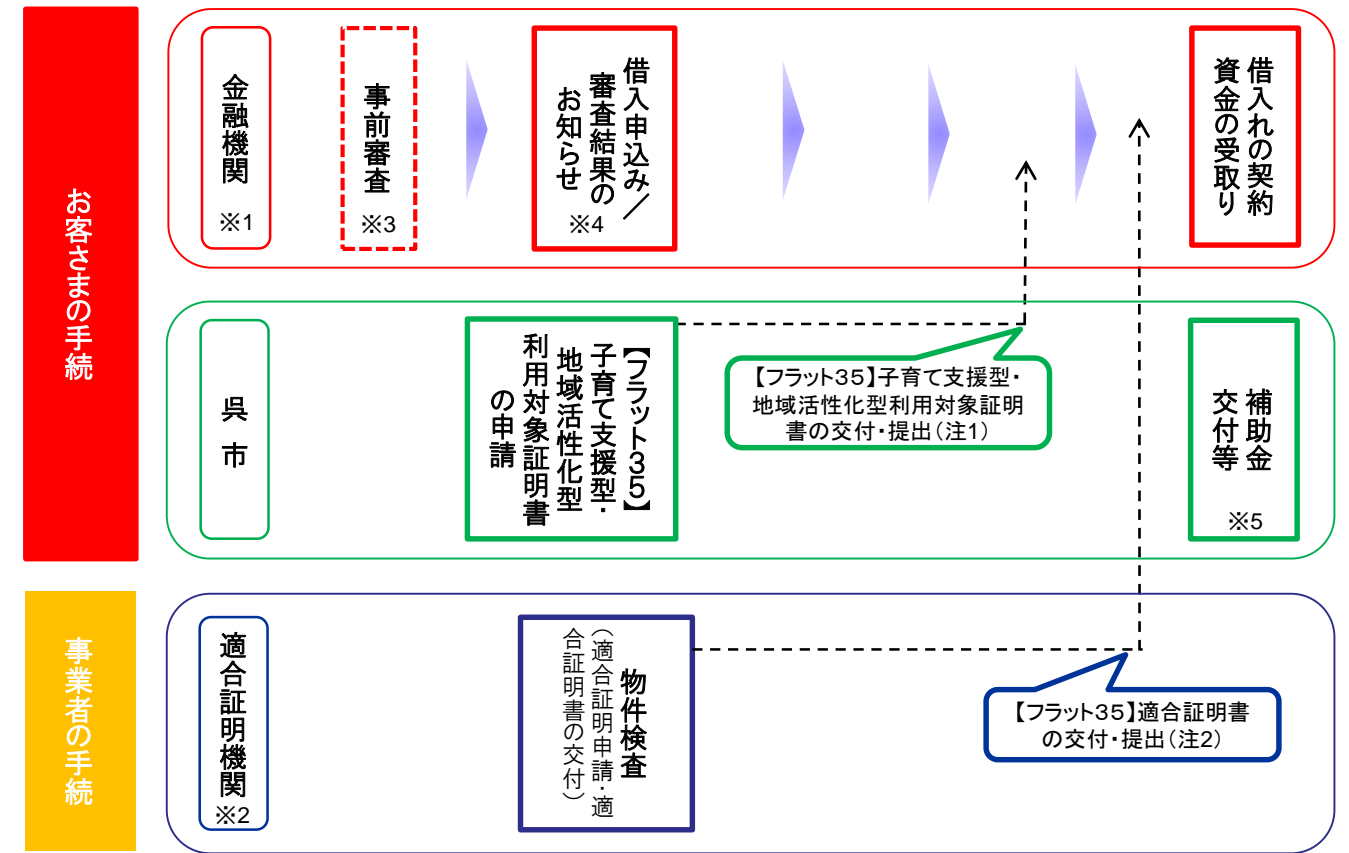 お客さまの手続
金融機関
※1
事前審査
※3
借入申込み／
審査結果の
お知らせ
※4
借入れの契約
資金の受取り
呉市
【フラット35】
子育て支援型・
地域活性化型
利用対象証明書
の申請
【フラット35】子育て支援型・
地域活性化型利用対象証明
書の交付・提出（注1）
補助金
交付等
※5
事業者の手続
適合証明機関
※2
物件検査
（適合証明申請・適
合証明書の交付）
【フラット35】適合証明書
の交付・提出（注2）